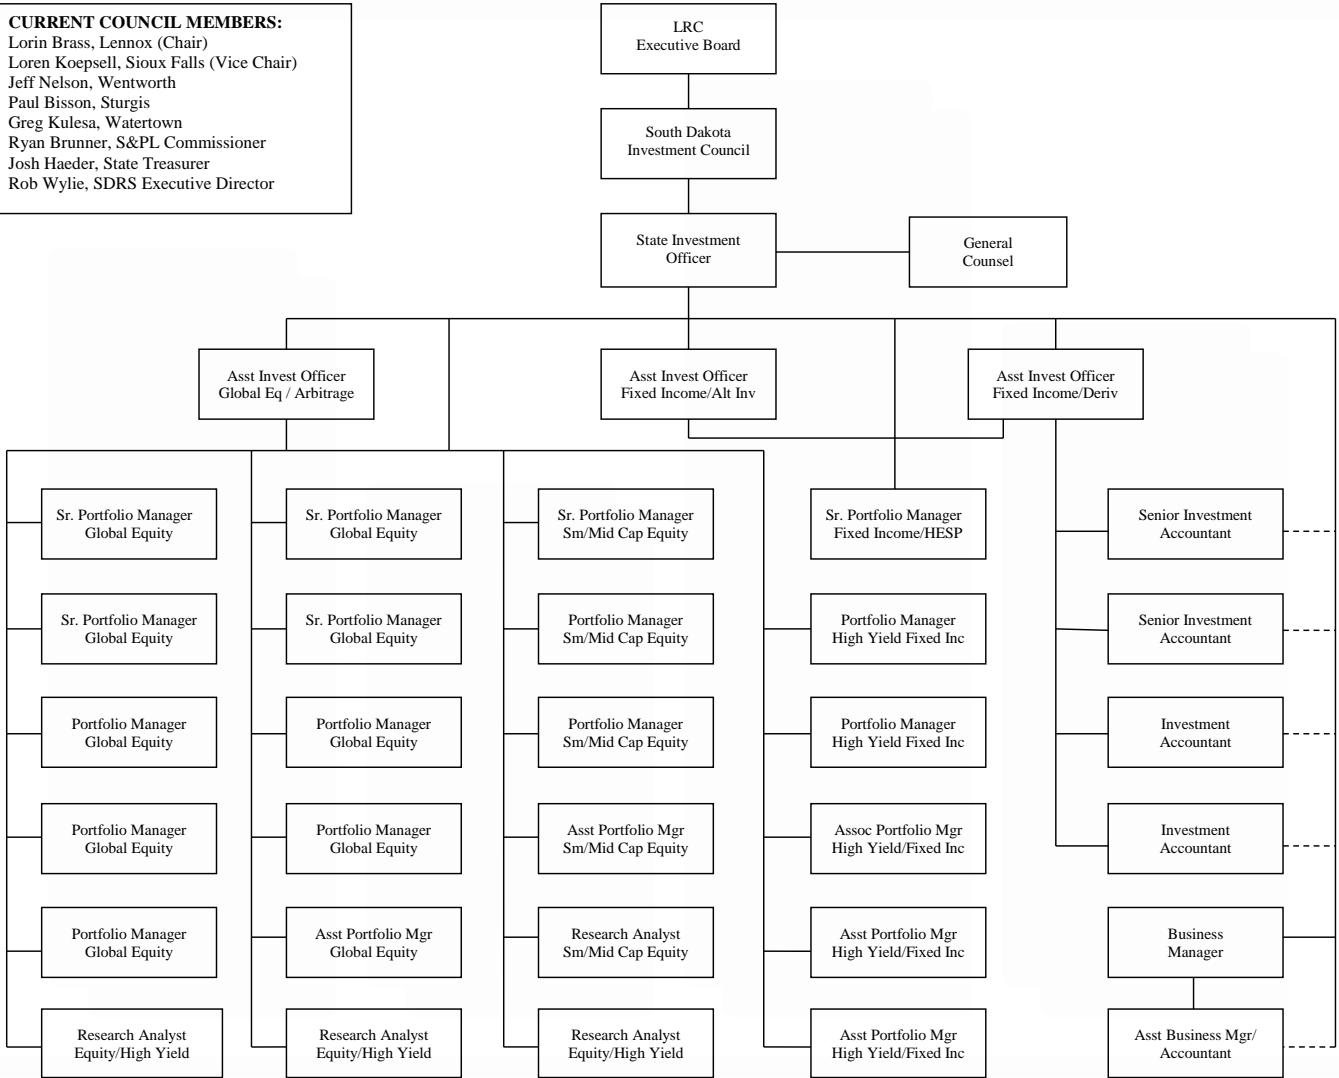 CURRENT COUNCIL MEMBERS:
Lorin Brass, Lennox (Chair)
Loren Koepsell, Sioux Falls (Vice Chair)
Jeff Nelson, Wentworth
Paul Bisson, Sturgis
Greg Kulesa, Watertown
Ryan Brunner, S&PL Commissioner
Josh Haeder, State Treasurer
Rob Wylie, SDRS Executive Director
LRC
Executive Board
South Dakota
Investment Council
State Investment
Officer
General
Counsel
Asst Invest Officer
Global Eq / Arbitrage
Asst Invest Officer
Fixed Income/Alt Inv
Asst Invest Officer
Fixed Income/Deriv
Sr. Portfolio Manager
Global Equity
Sr. Portfolio Manager
Global Equity
Sr. Portfolio Manager
Sm/Mid Cap Equity
Sr. Portfolio Manager
Fixed Income/HESP
Senior Investment
Accountant
Sr. Portfolio Manager
Global Equity
Sr. Portfolio Manager
Global Equity
Portfolio Manager
Sm/Mid Cap Equity
Portfolio Manager
High Yield Fixed Inc
Senior Investment
Accountant
Portfolio Manager
Global Equity
Portfolio Manager
Global Equity
Portfolio Manager
Sm/Mid Cap Equity
Portfolio Manager
High Yield Fixed Inc
Investment
Accountant
Portfolio Manager
Global Equity
Portfolio Manager
Global Equity
Asst Portfolio Mgr
Sm/Mid Cap Equity
Assoc Portfolio Mgr
High Yield/Fixed Inc
Investment
Accountant
Portfolio Manager
Global Equity
Asst Portfolio Mgr
Global Equity
Research Analyst
Sm/Mid Cap Equity
Asst Portfolio Mgr
High Yield/Fixed Inc
Business
Manager
Research Analyst
Equity/High Yield
Research Analyst
Equity/High Yield
Research Analyst
Equity/High Yield
Asst Portfolio Mgr
High Yield/Fixed Inc
Asst Business Mgr/
Accountant